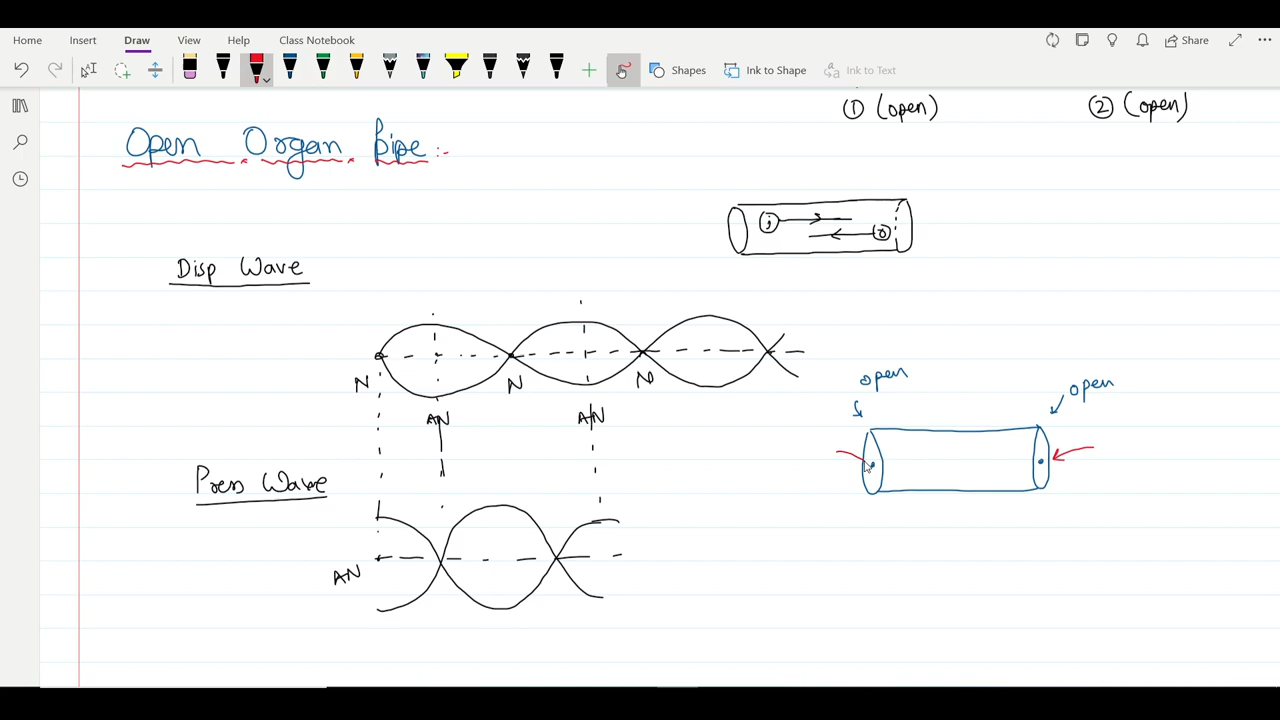 Home Insert Draw View Help Class Notebook
Share
Shapes Ink to Shape Ink to Text
① (open) ② (open)
Open Organ Pipe :-
i
r
Disp Wave
N N N
AN AN
open
open
Press Wave
AN